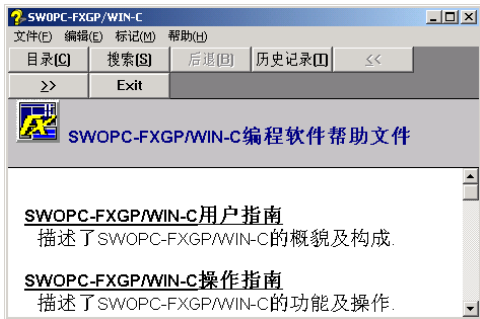 SWOPC-FXGP/WIN-C
文件(F) 编辑(E) 标记(M) 帮助(H)
目录[C] 搜索[S] 后退[B] 历史记录[T] <<
>> Exit
SWOPC-FXGP/WIN-C编程软件帮助文件
SWOPC-FXGP/WIN-C用户指南
描述了SWOPC-FXGP/WIN-C的概貌及构成.
SWOPC-FXGP/WIN-C操作指南
描述了SWOPC-FXGP/WIN-C的功能及操作.